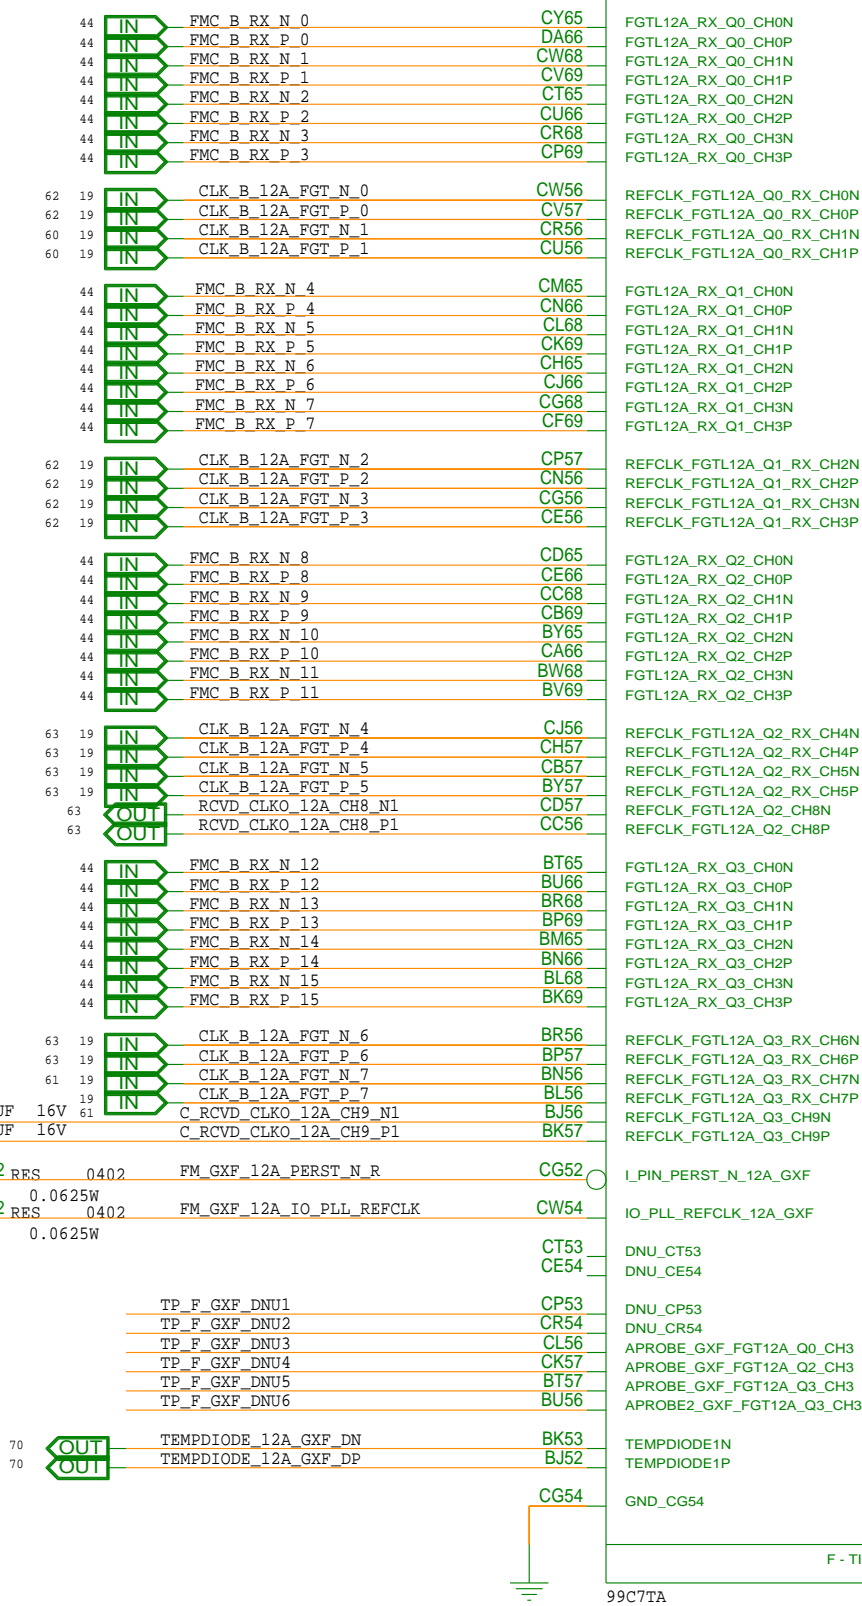 44 IN FMC_B_RX_N_0 CY65 FGTL12A_RX_Q0_CH0N
44 IN FMC_B_RX_P_0 DA66 FGTL12A_RX_Q0_CH0P
44 IN FMC_B_RX_N_1 CW68 FGTL12A_RX_Q0_CH1N
44 IN FMC_B_RX_P_1 CV69 FGTL12A_RX_Q0_CH1P
44 IN FMC_B_RX_N_2 CT65 FGTL12A_RX_Q0_CH2N
44 IN FMC_B_RX_P_2 CU66 FGTL12A_RX_Q0_CH2P
44 IN FMC_B_RX_N_3 CR68 FGTL12A_RX_Q0_CH3N
44 IN FMC_B_RX_P_3 CP69 FGTL12A_RX_Q0_CH3P
62 19 IN CLK_B_12A_FGT_N_0 CW56 REFCLK_FGTL12A_Q0_RX_CH0N
62 19 IN CLK_B_12A_FGT_P_0 CV57 REFCLK_FGTL12A_Q0_RX_CH0P
60 19 IN CLK_B_12A_FGT_N_1 CR56 REFCLK_FGTL12A_Q0_RX_CH1N
60 19 IN CLK_B_12A_FGT_P_1 CU56 REFCLK_FGTL12A_Q0_RX_CH1P
44 IN FMC_B_RX_N_4 CM65 FGTL12A_RX_Q1_CH0N
44 IN FMC_B_RX_P_4 CN66 FGTL12A_RX_Q1_CH0P
44 IN FMC_B_RX_N_5 CL68 FGTL12A_RX_Q1_CH1N
44 IN FMC_B_RX_P_5 CK69 FGTL12A_RX_Q1_CH1P
44 IN FMC_B_RX_N_6 CH65 FGTL12A_RX_Q1_CH2N
44 IN FMC_B_RX_P_6 CJ66 FGTL12A_RX_Q1_CH2P
44 IN FMC_B_RX_N_7 CG68 FGTL12A_RX_Q1_CH3N
44 IN FMC_B_RX_P_7 CF69 FGTL12A_RX_Q1_CH3P
62 19 IN CLK_B_12A_FGT_N_2 CP57 REFCLK_FGTL12A_Q1_RX_CH2N
62 19 IN CLK_B_12A_FGT_P_2 CN56 REFCLK_FGTL12A_Q1_RX_CH2P
62 19 IN CLK_B_12A_FGT_N_3 CG56 REFCLK_FGTL12A_Q1_RX_CH3N
62 19 IN CLK_B_12A_FGT_P_3 CE56 REFCLK_FGTL12A_Q1_RX_CH3P
44 IN FMC_B_RX_N_8 CD65 FGTL12A_RX_Q2_CH0N
44 IN FMC_B_RX_P_8 CE66 FGTL12A_RX_Q2_CH0P
44 IN FMC_B_RX_N_9 CC68 FGTL12A_RX_Q2_CH1N
44 IN FMC_B_RX_P_9 CB69 FGTL12A_RX_Q2_CH1P
44 IN FMC_B_RX_N_10 BY65 FGTL12A_RX_Q2_CH2N
44 IN FMC_B_RX_P_10 CA66 FGTL12A_RX_Q2_CH2P
44 IN FMC_B_RX_N_11 BW68 FGTL12A_RX_Q2_CH3N
44 IN FMC_B_RX_P_11 BV69 FGTL12A_RX_Q2_CH3P
63 19 IN CLK_B_12A_FGT_N_4 CJ56 REFCLK_FGTL12A_Q2_RX_CH4N
63 19 IN CLK_B_12A_FGT_P_4 CH57 REFCLK_FGTL12A_Q2_RX_CH4P
63 19 IN CLK_B_12A_FGT_N_5 CB57 REFCLK_FGTL12A_Q2_RX_CH5N
63 19 IN CLK_B_12A_FGT_P_5 BY57 REFCLK_FGTL12A_Q2_RX_CH5P
63 OUT RCVD_CLKO_12A_CH8_N1 CD57 REFCLK_FGTL12A_Q2_CH8N
63 OUT RCVD_CLKO_12A_CH8_P1 CC56 REFCLK_FGTL12A_Q2_CH8P
44 IN FMC_B_RX_N_12 BT65 FGTL12A_RX_Q3_CH0N
44 IN FMC_B_RX_P_12 BU66 FGTL12A_RX_Q3_CH0P
44 IN FMC_B_RX_N_13 BR68 FGTL12A_RX_Q3_CH1N
44 IN FMC_B_RX_P_13 BP69 FGTL12A_RX_Q3_CH1P
44 IN FMC_B_RX_N_14 BM65 FGTL12A_RX_Q3_CH2N
44 IN FMC_B_RX_P_14 BN66 FGTL12A_RX_Q3_CH2P
44 IN FMC_B_RX_N_15 BL68 FGTL12A_RX_Q3_CH3N
44 IN FMC_B_RX_P_15 BK69 FGTL12A_RX_Q3_CH3P
63 19 IN CLK_B_12A_FGT_N_6 BR56 REFCLK_FGTL12A_Q3_RX_CH6N
63 19 IN CLK_B_12A_FGT_P_6 BP57 REFCLK_FGTL12A_Q3_RX_CH6P
61 19 IN CLK_B_12A_FGT_N_7 BN56 REFCLK_FGTL12A_Q3_RX_CH7N
19 IN CLK_B_12A_FGT_P_7 BL56 REFCLK_FGTL12A_Q3_RX_CH7P
UF 16V 61 C_RCVD_CLKO_12A_CH9_N1 BJ56 REFCLK_FGTL12A_Q3_CH9N
UF 16V C_RCVD_CLKO_12A_CH9_P1 BK57 REFCLK_FGTL12A_Q3_CH9P
2 RES 0402 FM_GXF_12A_PERST_N_R CG52 I_PIN_PERST_N_12A_GXF
0.0625W
2 RES 0402 FM_GXF_12A_IO_PLL_REFCLK CW54 IO_PLL_REFCLK_12A_GXF
0.0625W
CT53 DNU_CT53
CE54 DNU_CE54
TP_F_GXF_DNU1 CP53 DNU_CP53
TP_F_GXF_DNU2 CR54 DNU_CR54
TP_F_GXF_DNU3 CL56 APROBE_GXF_FGT12A_Q0_CH3
TP_F_GXF_DNU4 CK57 APROBE_GXF_FGT12A_Q2_CH3
TP_F_GXF_DNU5 BT57 APROBE_GXF_FGT12A_Q3_CH3
TP_F_GXF_DNU6 BU56 APROBE2_GXF_FGT12A_Q3_CH3
70 OUT TEMPDIODE_12A_GXF_DN BK53 TEMPDIODE1N
70 OUT TEMPDIODE_12A_GXF_DP BJ52 TEMPDIODE1P
CG54 GND_CG54
F - TI
99C7TA